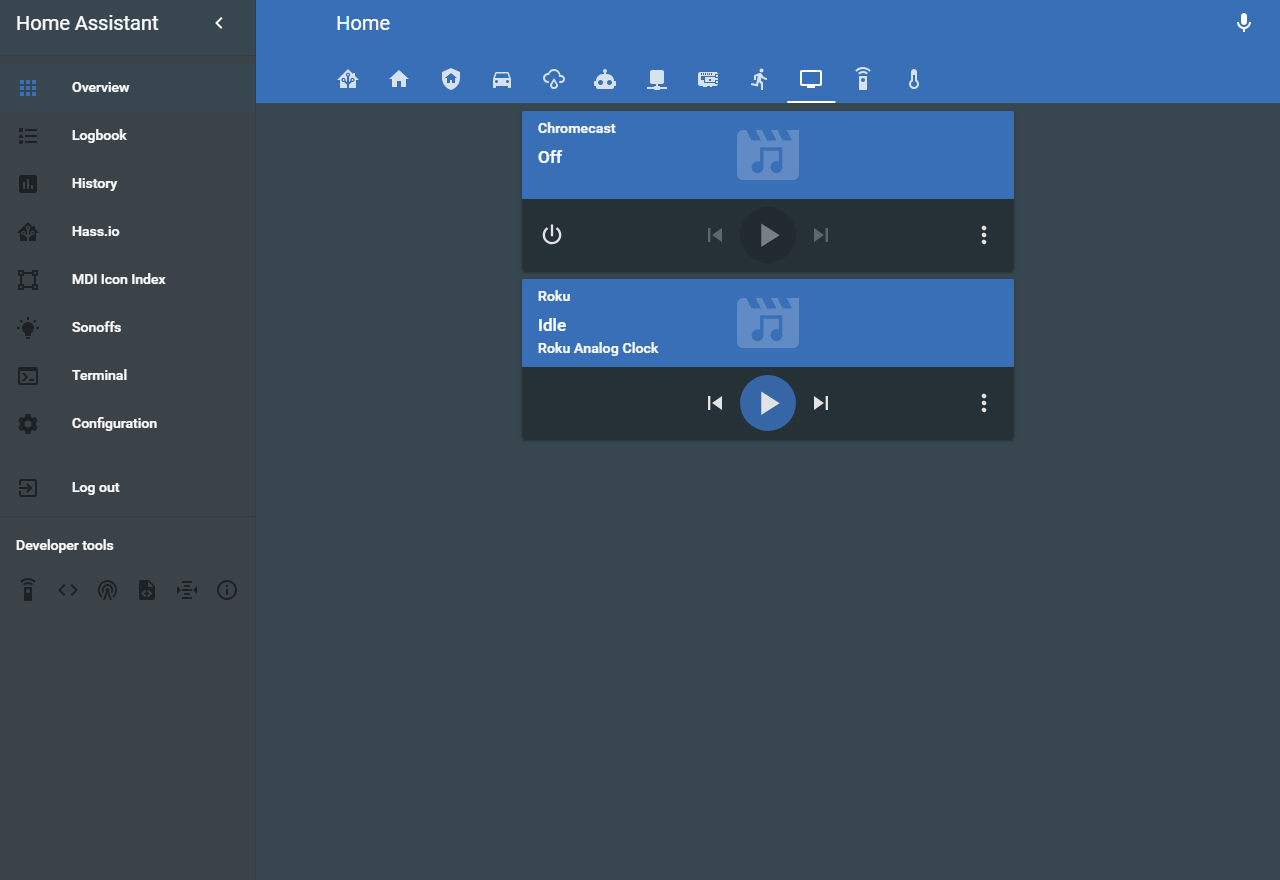 Home Assistant
Overview
Logbook
History
Hass.io
MDI Icon Index
Sonoffs
Terminal
Configuration
Log out
Developer tools
Home
Chromecast
Off
Roku
Idle
Roku Analog Clock